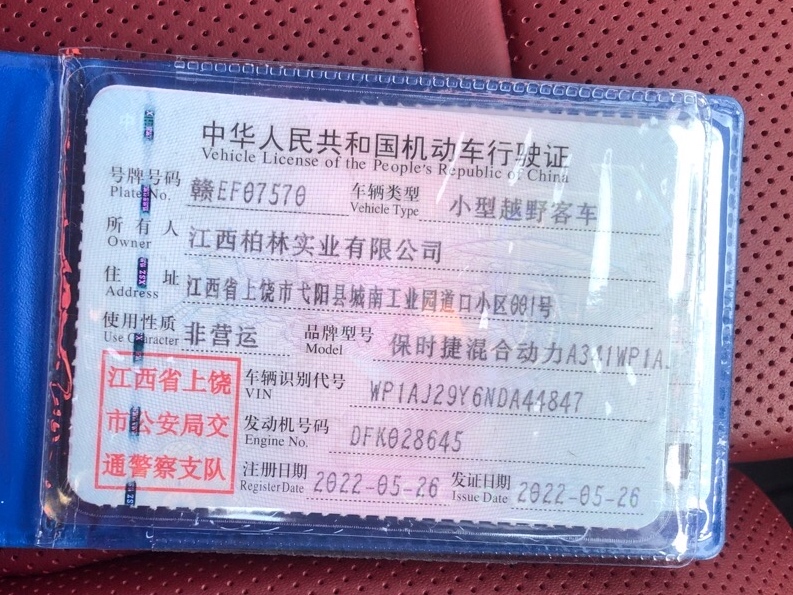 中华人民共和国机动车行驶证
Vehicle License of the People's Republic of China
号牌号码 赣EF07570 车辆类型 小型越野客车
Plate No. Vehicle Type
所有人 江西柏林实业有限公司
Owner
住址 江西省上饶市弋阳县城南工业园道口小区001号
Address
使用性质 非营运 品牌型号 保时捷混合动力A341WP1A
Use Character Model
江西省上饶
市公安局交
通警察支队
车辆识别代号 WP1AJ29Y6NDA44847
VIN
发动机号码 DFK028645
Engine No.
注册日期 2022-05-26 发证日期 2022-05-26
Register Date Issue Date